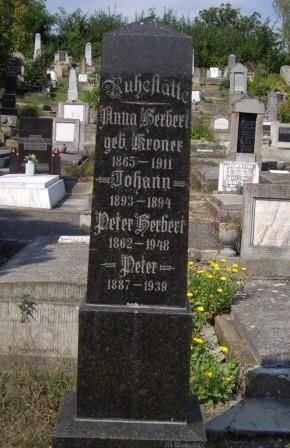 Ruhestätte
Anna Herbert
geb. Kroner
1865 – 1911
Johann
1893 – 1894
Peter Herbert
1862 – 1948
= Peter =
1887 – 1939